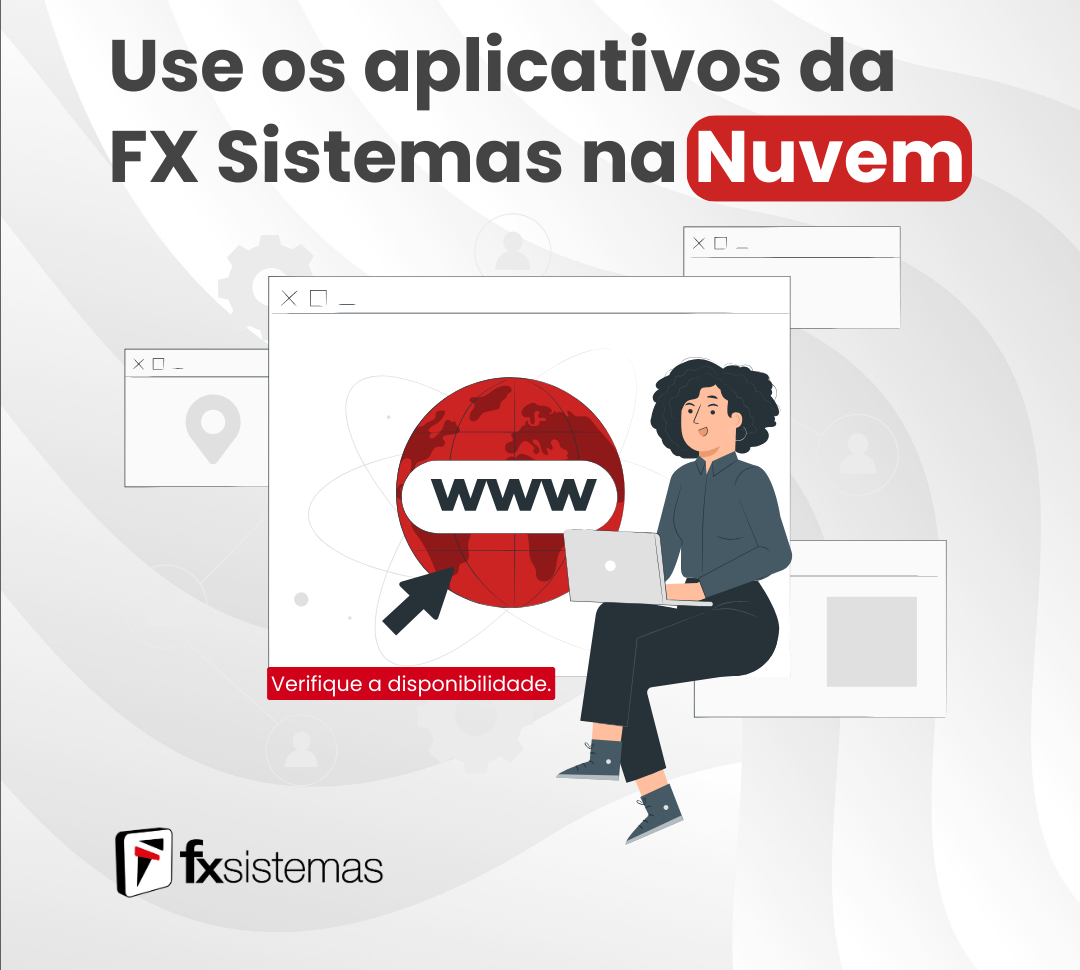 Use os aplicativos da
FX Sistemas na Nuvem
www
Verifique a disponibilidade.
fxsistemas